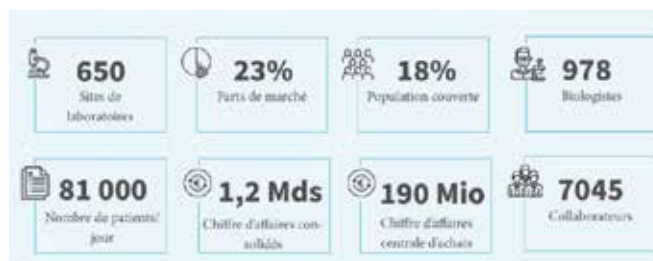 650
Sites de
laboratoires
23%
Parts de marché
18%
Population couverte
978
Biologistes
81 000
Nombre de patients/
jour
1,2 Mds
Chiffre d'affaires con-
solidés
190 Mio
Chiffre d'affaires
centrale d'achats
7045
Collaborateurs